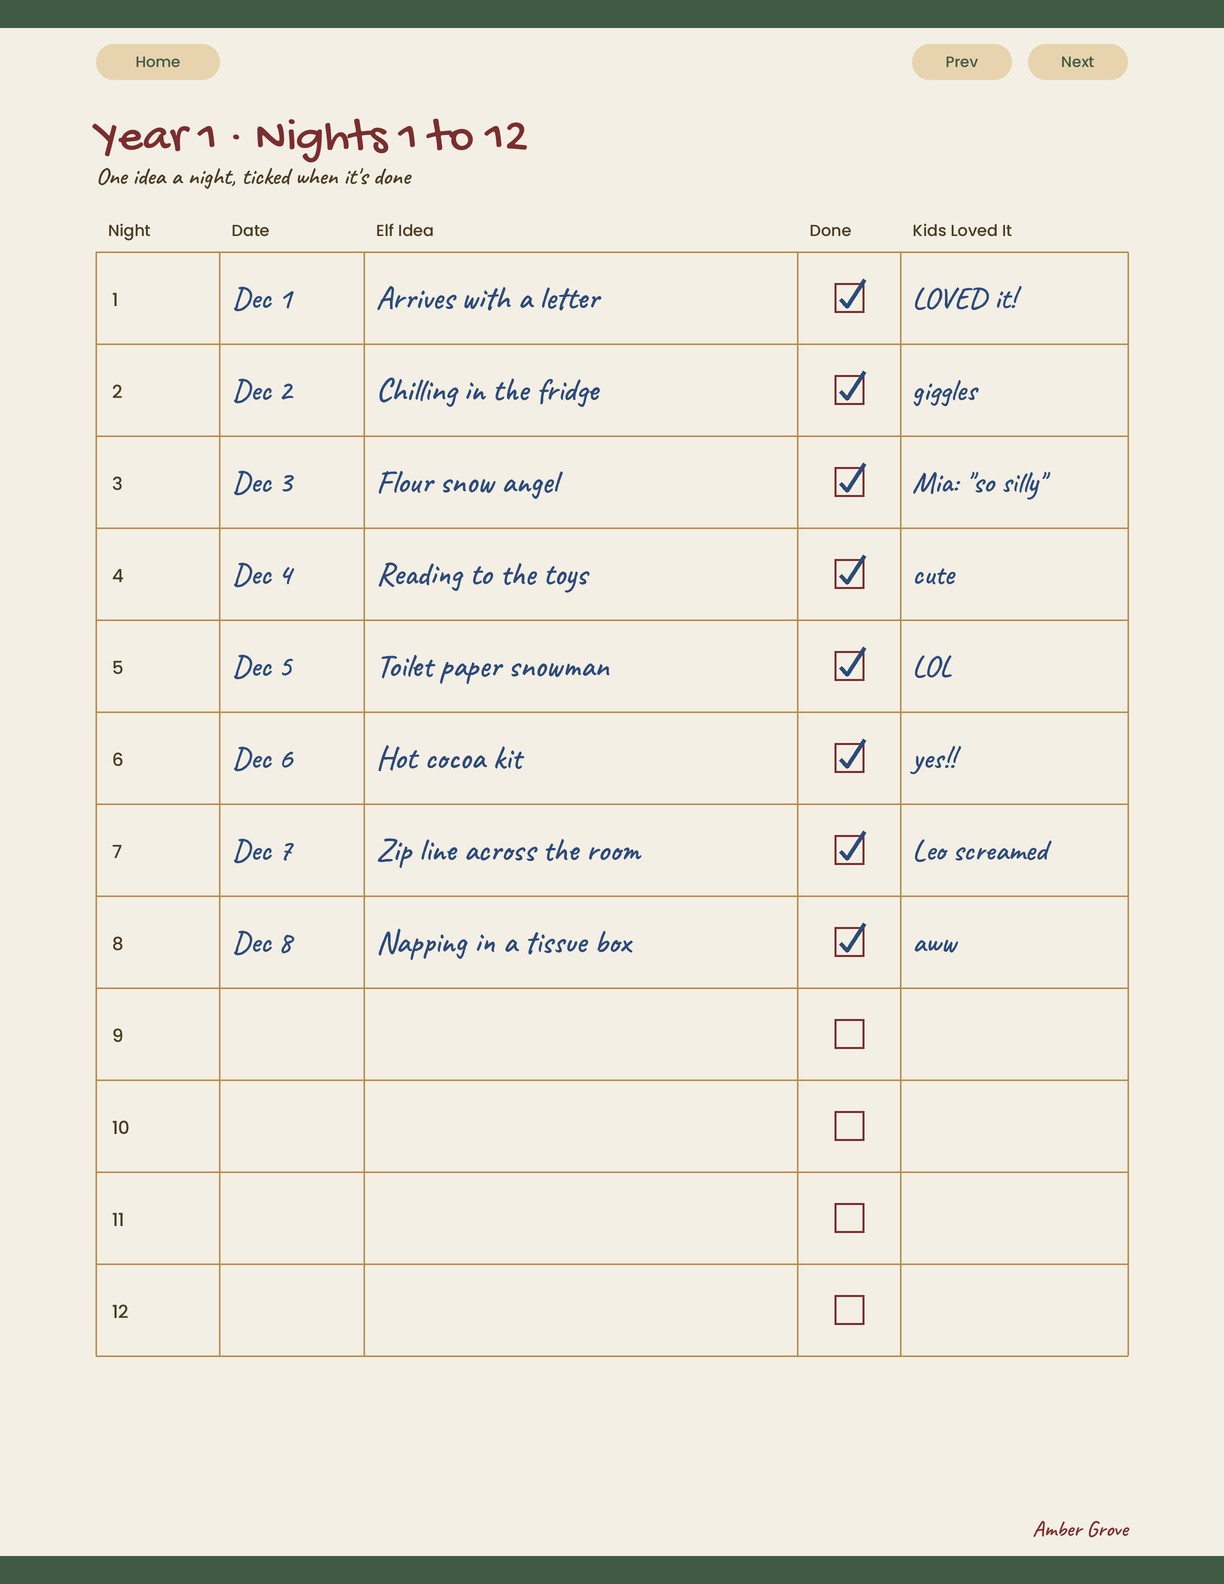 Home
Prev
Next
Year 1 · Nights 1 to 12
One idea a night, ticked when it's done
Night Date Elf Idea Done Kids Loved It
1 Dec 1 Arrives with a letter LOVED it!
2 Dec 2 Chilling in the fridge giggles
3 Dec 3 Flour snow angel Mia: "so silly"
4 Dec 4 Reading to the toys cute
5 Dec 5 Toilet paper snowman LOL
6 Dec 6 Hot cocoa kit yes!!
7 Dec 7 Zip line across the room Leo screamed
8 Dec 8 Napping in a tissue box aww
9
10
11
12
Amber Grove